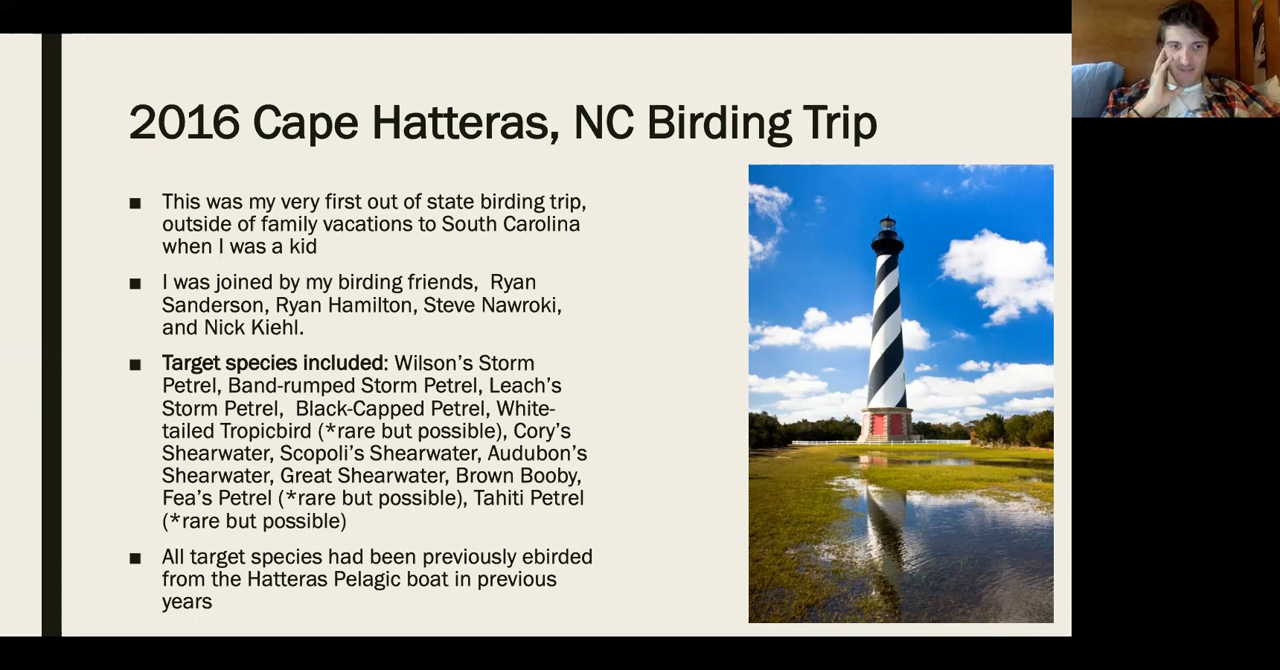 2016 Cape Hatteras, NC Birding Trip
■ This was my very first out of state birding trip,
outside of family vacations to South Carolina
when I was a kid
■ I was joined by my birding friends,  Ryan
Sanderson, Ryan Hamilton, Steve Nawroki,
and Nick Kiehl.
■ Target species included: Wilson's Storm
Petrel, Band-rumped Storm Petrel, Leach's
Storm Petrel,  Black-Capped Petrel, White-
tailed Tropicbird (*rare but possible), Cory's
Shearwater, Scopoli's Shearwater, Audubon's
Shearwater, Great Shearwater, Brown Booby,
Fea's Petrel (*rare but possible), Tahiti Petrel
(*rare but possible)
■ All target species had been previously ebirded
from the Hatteras Pelagic boat in previous
years